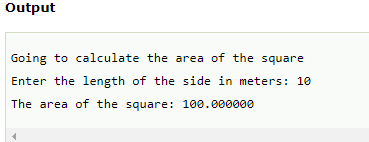 Output
Going to calculate the area of the square
Enter the length of the side in meters: 10
The area of the square: 100.000000